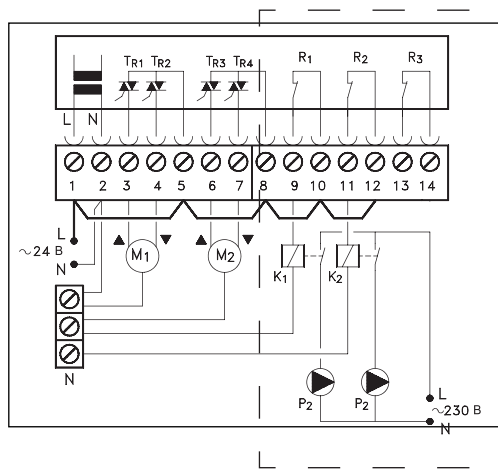 TR1 TR2 TR3 TR4 R1 R2 R3
L N
1 2 3 4 5 6 7 8 9 10 11 12 13 14
L
~24 В
N
M1 M2
K1 K2
N
P2 P2
L
~230 В
N